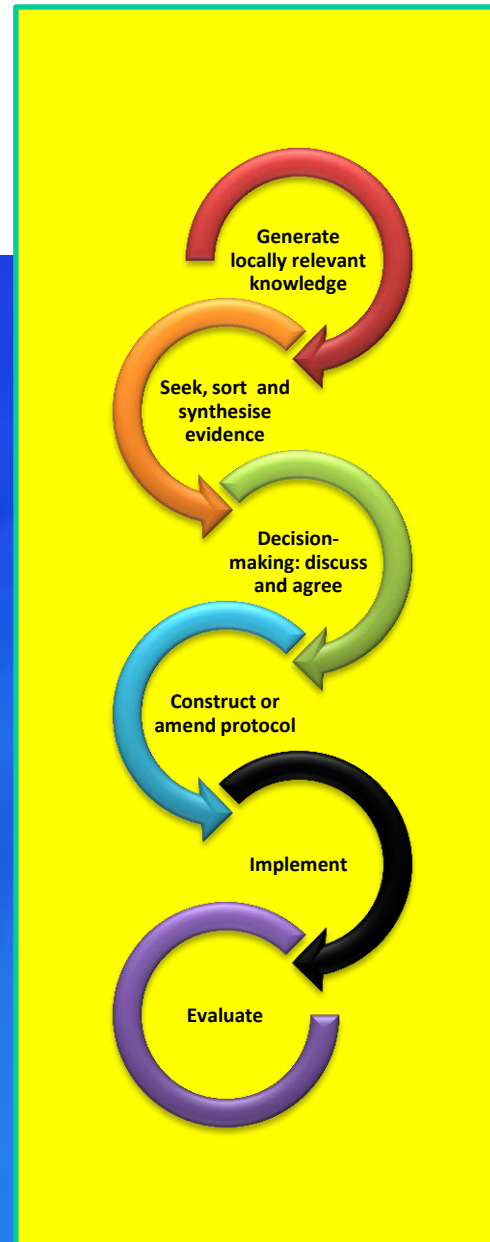 Generate
locally relevant
knowledge
Seek, sort  and
synthesise
evidence
Decision-
making: discuss
and agree
Construct or
amend protocol
Implement
Evaluate